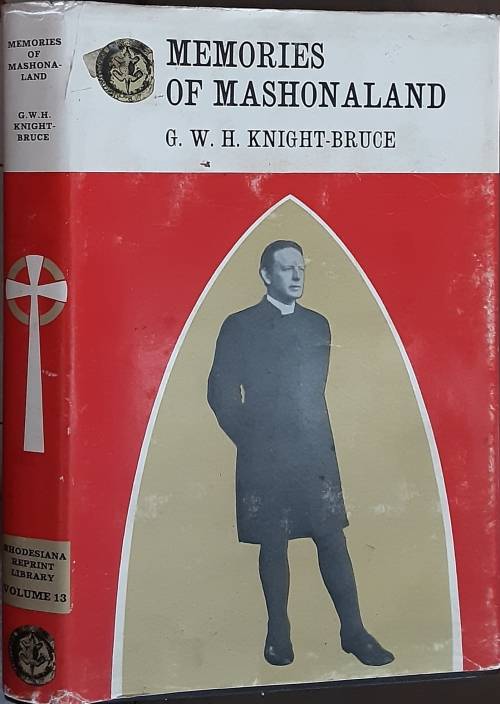 MEMORIES
OF
MASHONA-
LAND
G.W.H.
KNIGHT-
BRUCE
RHODESIANA
REPRINT
LIBRARY
VOLUME 13
MEMORIES
OF MASHONALAND
G. W. H. KNIGHT-BRUCE